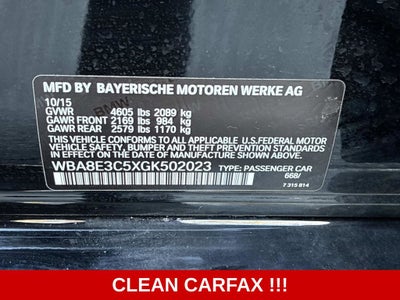 MFD BY BAYERISCHE MOTOREN WERKE AG
10/15
GVWR 4605 lbs 2089 kg
GAWR FRONT 2169 lbs 984 kg
GAWR REAR 2579 lbs 1170 kg
THIS VEHICLE CONFORMS TO ALL APPLICABLE U.S.FEDERAL MOTOR
VEHICLE SAFETY, BUMPER, AND THEFT PREVENTION STANDARDS
IN EFFECT ON THE DATE OF MANUFACTURE SHOWN ABOVE.
WBA8E3C5XGK502023 TYPE: PASSENGER CAR
668/
7 315 814
CLEAN CARFAX !!!